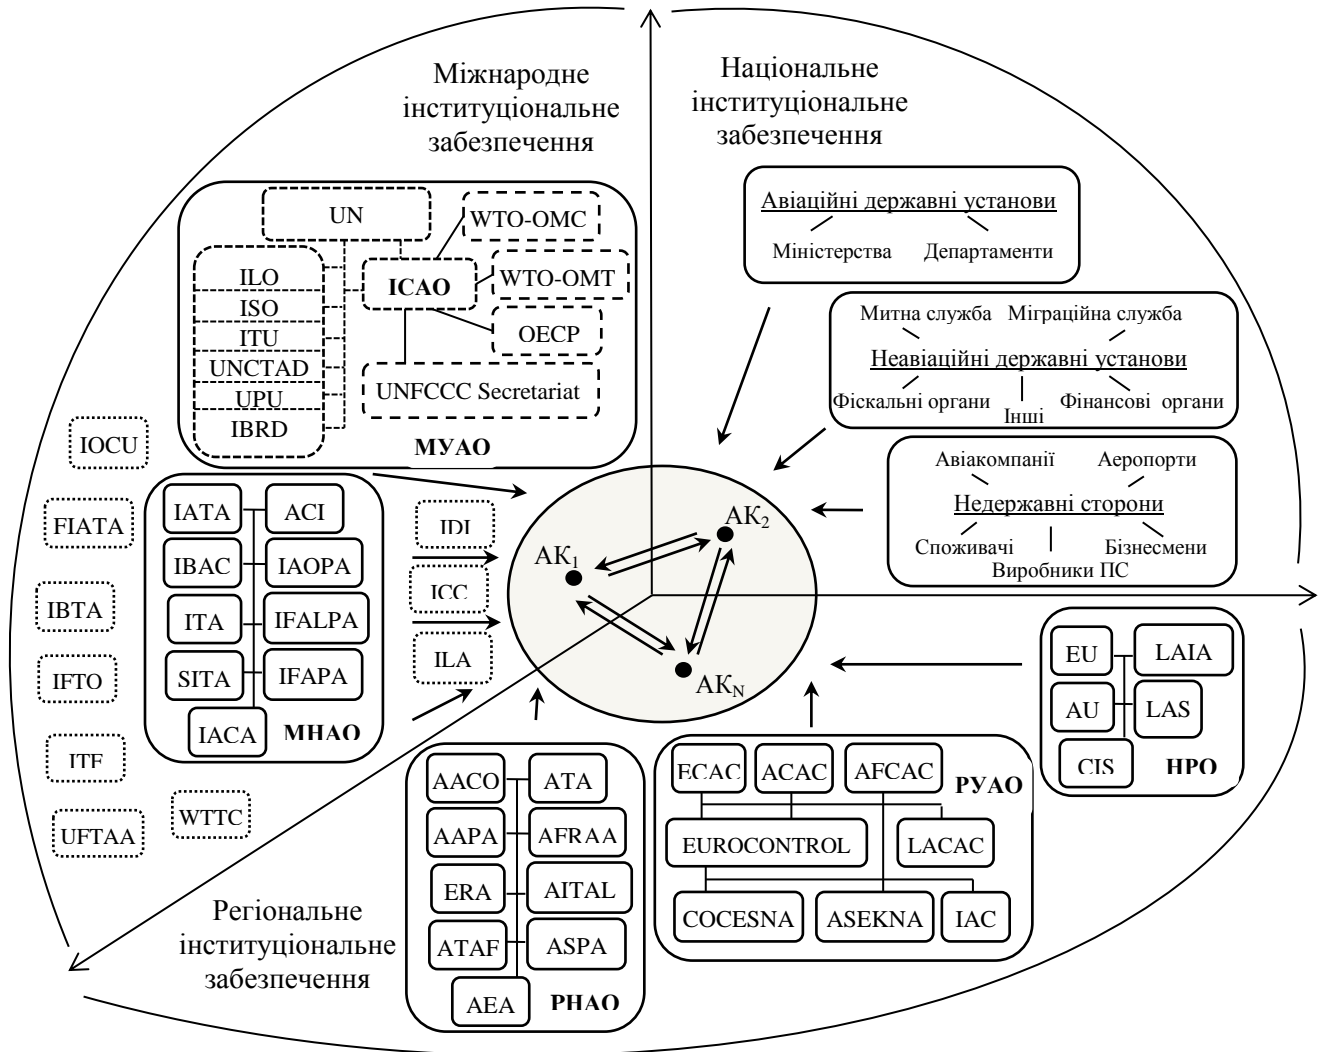 Міжнародне
інституціональне
забезпечення
Національне
інституціональне
забезпечення
UN
WTO-OMC
ICAO
WTO-OMT
OECP
UNFCCC Secretariat
ILO
ISO
ITU
UNCTAD
UPU
IBRD
МУАО
Авіаційні державні установи
Міністерства
Департаменти
Митна служба
Міграційна служба
Неавіаційні державні установи
Фіскальні органи
Інші
Фінансові органи
Авіакомпанії
Аеропорти
Недержавні сторони
Споживачі
Бізнесмени
Виробники ПС
IOCU
FIATA
IBTA
IFTO
ITF
UFTAA
WTTC
IATA
ACI
IBAC
IAOPA
ITA
IFALPA
SITA
IFAPA
IACA
МНАО
IDI
ICC
ILA
АК1
АК2
АКN
EU
LAIA
AU
LAS
CIS
НРО
ECAC
ACAC
AFCAC
РУАО
EUROCONTROL
LACAC
COCESNA
ASEKNA
IAC
AACO
ATA
AAPA
AFRAA
ERA
AITAL
ATAF
ASPA
AEA
РНАО
Регіональне
інституціональне
забезпечення